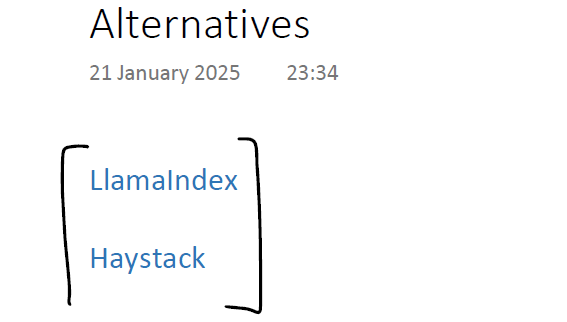 Alternatives
21 January 2025 23:34
LlamaIndex
Haystack